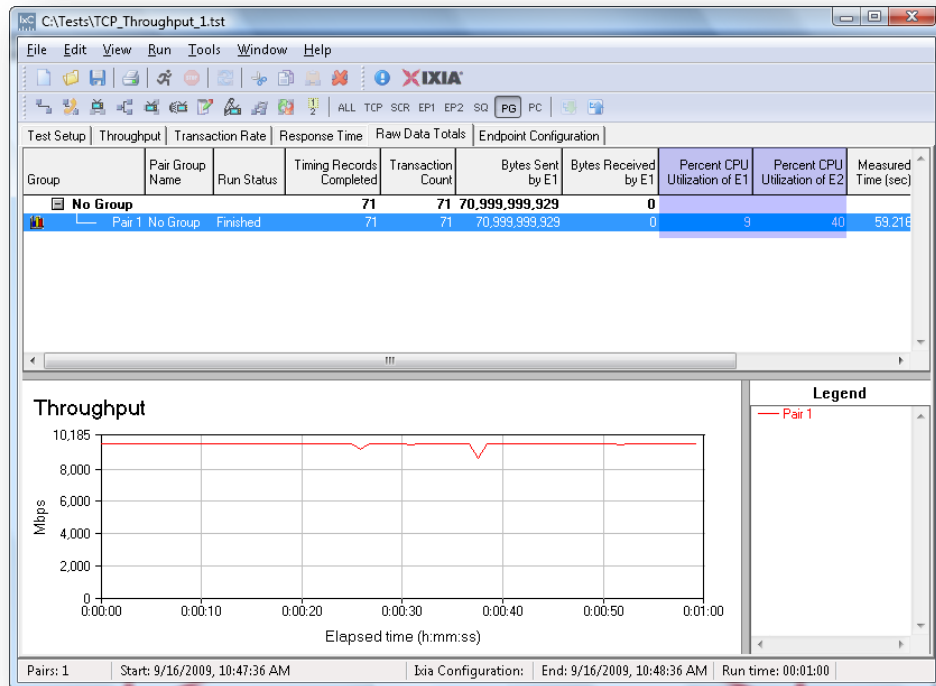 IxC C:\Tests\TCP_Throughput_1.tst
File Edit View Run Tools Window Help
XIXIA
ALL TCP SCR EP1 EP2 SQ PG PC
Test Setup Throughput Transaction Rate Response Time Raw Data Totals Endpoint Configuration
Group Pair Group Name Run Status Timing Records Completed Transaction Count Bytes Sent by E1 Bytes Received by E1 Percent CPU Utilization of E1 Percent CPU Utilization of E2 Measured Time (sec)
No Group 71 71 70,999,999,929 0
Pair 1 No Group Finished 71 71 70,999,999,929 0 9 40 59.216
Throughput
10,185
8,000
6,000
4,000
2,000
0
Mbps
0:00:00 0:00:10 0:00:20 0:00:30 0:00:40 0:00:50 0:01:00
Elapsed time (h:mm:ss)
Legend
Pair 1
Pairs: 1 Start: 9/16/2009, 10:47:36 AM Ixia Configuration: End: 9/16/2009, 10:48:36 AM Run time: 00:01:00